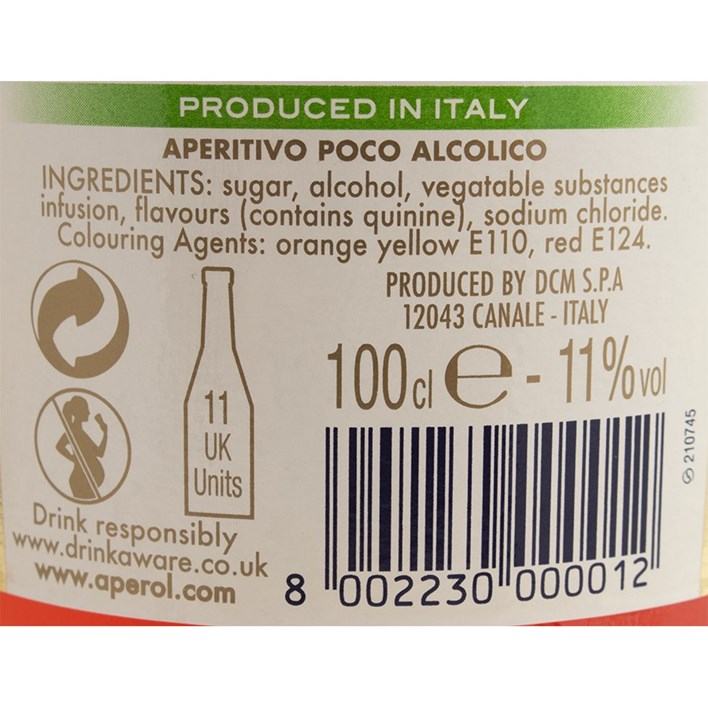 PRODUCED IN ITALY
APERITIVO POCO ALCOLICO
INGREDIENTS: sugar, alcohol, vegatable substances
infusion, flavours (contains quinine), sodium chloride.
Colouring Agents: orange yellow E110, red E124.
PRODUCED BY DCM S.P.A
12043 CANALE - ITALY
100cl e - 11%vol
11
UK
Units
Drink responsibly
www.drinkaware.co.uk
www.aperol.com
8 002230 000012
210745